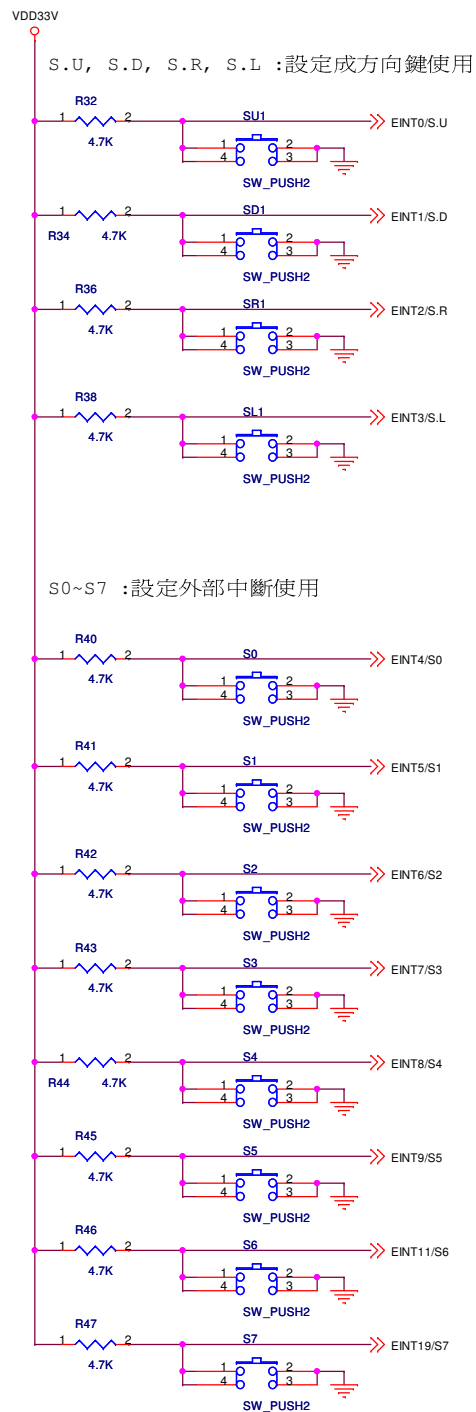 VDD33V
S.U, S.D, S.R, S.L :設定成方向鍵使用
R32
1 2 SU1 EINT0/S.U
4.7K
1 2
4 3
SW_PUSH2
1 2 SD1 EINT1/S.D
R34 4.7K
1 2
4 3
SW_PUSH2
R36
1 2 SR1 EINT2/S.R
4.7K
1 2
4 3
SW_PUSH2
R38
1 2 SL1 EINT3/S.L
4.7K
1 2
4 3
SW_PUSH2
S0~S7 :設定外部中斷使用
R40
1 2 S0 EINT4/S0
4.7K
1 2
4 3
SW_PUSH2
R41
1 2 S1 EINT5/S1
4.7K
1 2
4 3
SW_PUSH2
R42
1 2 S2 EINT6/S2
4.7K
1 2
4 3
SW_PUSH2
R43
1 2 S3 EINT7/S3
4.7K
1 2
4 3
SW_PUSH2
1 2 S4 EINT8/S4
R44 4.7K
1 2
4 3
SW_PUSH2
R45
1 2 S5 EINT9/S5
4.7K
1 2
4 3
SW_PUSH2
R46
1 2 S6 EINT11/S6
4.7K
1 2
4 3
SW_PUSH2
R47
1 2 S7 EINT19/S7
4.7K
1 2
4 3
SW_PUSH2